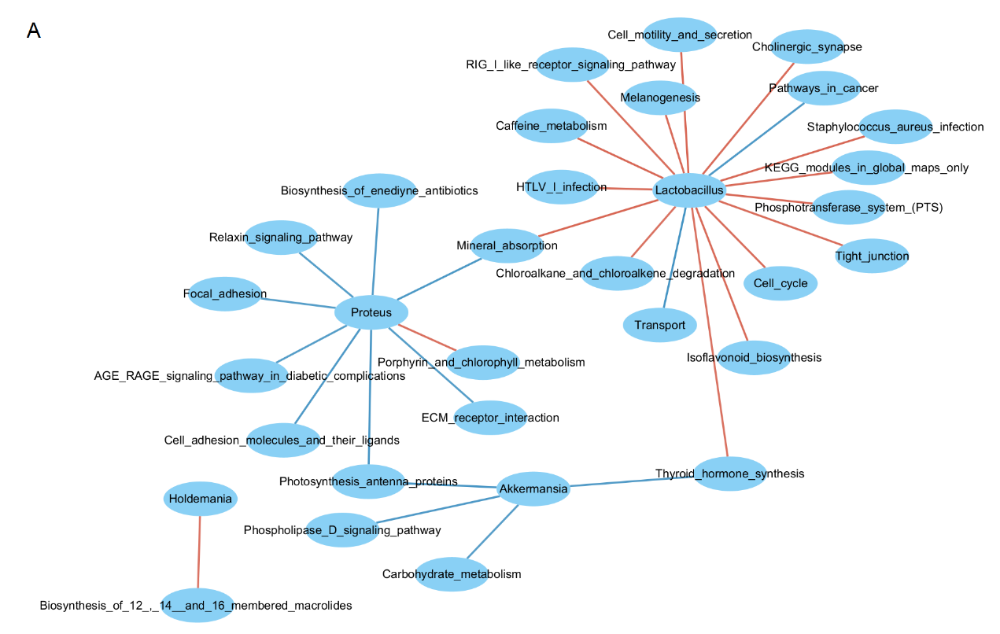 A
Cell_motility_and_secretion
Cholinergic_synapse
RIG_I_like_receptor_signaling_pathway
Pathways_in_cancer
Melanogenesis
Caffeine_metabolism
Staphylococcus_aureus_infection
KEGG_modules_in_global_maps_only
HTLV_I_infection
Lactobacillus
Biosynthesis_of_enediyne_antibiotics
Phosphotransferase_system_(PTS)
Relaxin_signaling_pathway
Mineral_absorption
Tight_junction
Chloroalkane_and_chloroalkene_degradation
Cell_cycle
Focal_adhesion
Proteus
Transport
Isoflavonoid_biosynthesis
Porphyrin_and_chlorophyll_metabolism
AGE_RAGE_signaling_pathway_in_diabetic_complications
ECM_receptor_interaction
Cell_adhesion_molecules_and_their_ligands
Thyroid_hormone_synthesis
Photosynthesis_antenna_proteins
Akkermansia
Holdemania
Phospholipase_D_signaling_pathway
Carbohydrate_metabolism
Biosynthesis_of_12_,_14__and_16_membered_macrolides